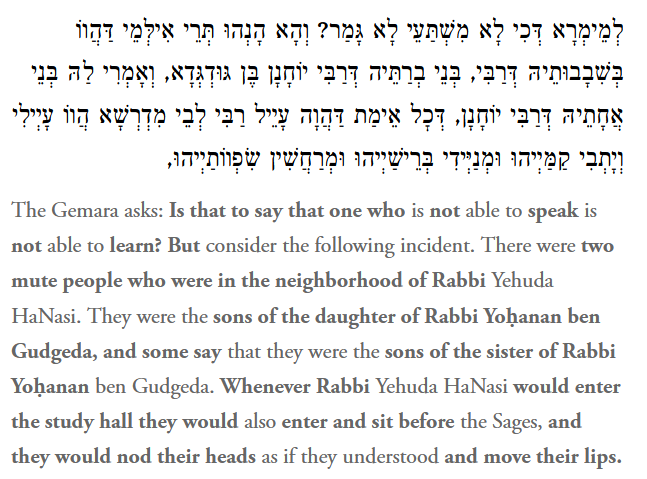 לְמֵימְרָא דְּכִי לָא מִשְׁתַּעֵי לָא גָּמַר? וְהָא הָנְהוּ תְּרֵי אִילְּמֵי דַּהֲווֹ
בְּשִׁבָבוּתֵיהּ דְּרַבִּי, בְּנֵי בְרַתֵּיה דְּרַבִּי יוֹחָנָן בֶּן גּוּדְגְּדָא, וְאָמְרִי לַהּ בְּנֵי
אֲחָתֵיהּ דְּרַבִּי יוֹחָנָן, דְּכׇל אֵימַת דַּהֲוָה עָיֵיל רַבִּי לְבֵי מִדְרְשָׁא הֲווֹ עָיְילִי
וְיָתְבִי קַמַּיְיהוּ וּמְנַיְּידִי בְּרֵישַׁיְיהוּ וּמְרַחֲשִׁין שִׂפְווֹתַיְיהוּ,
The Gemara asks: Is that to say that one who is not able to speak is
not able to learn? But consider the following incident. There were two
mute people who were in the neighborhood of Rabbi Yehuda
HaNasi. They were the sons of the daughter of Rabbi Yoḥanan ben
Gudgeda, and some say that they were the sons of the sister of Rabbi
Yoḥanan ben Gudgeda. Whenever Rabbi Yehuda HaNasi would enter
the study hall they would also enter and sit before the Sages, and
they would nod their heads as if they understood and move their lips.